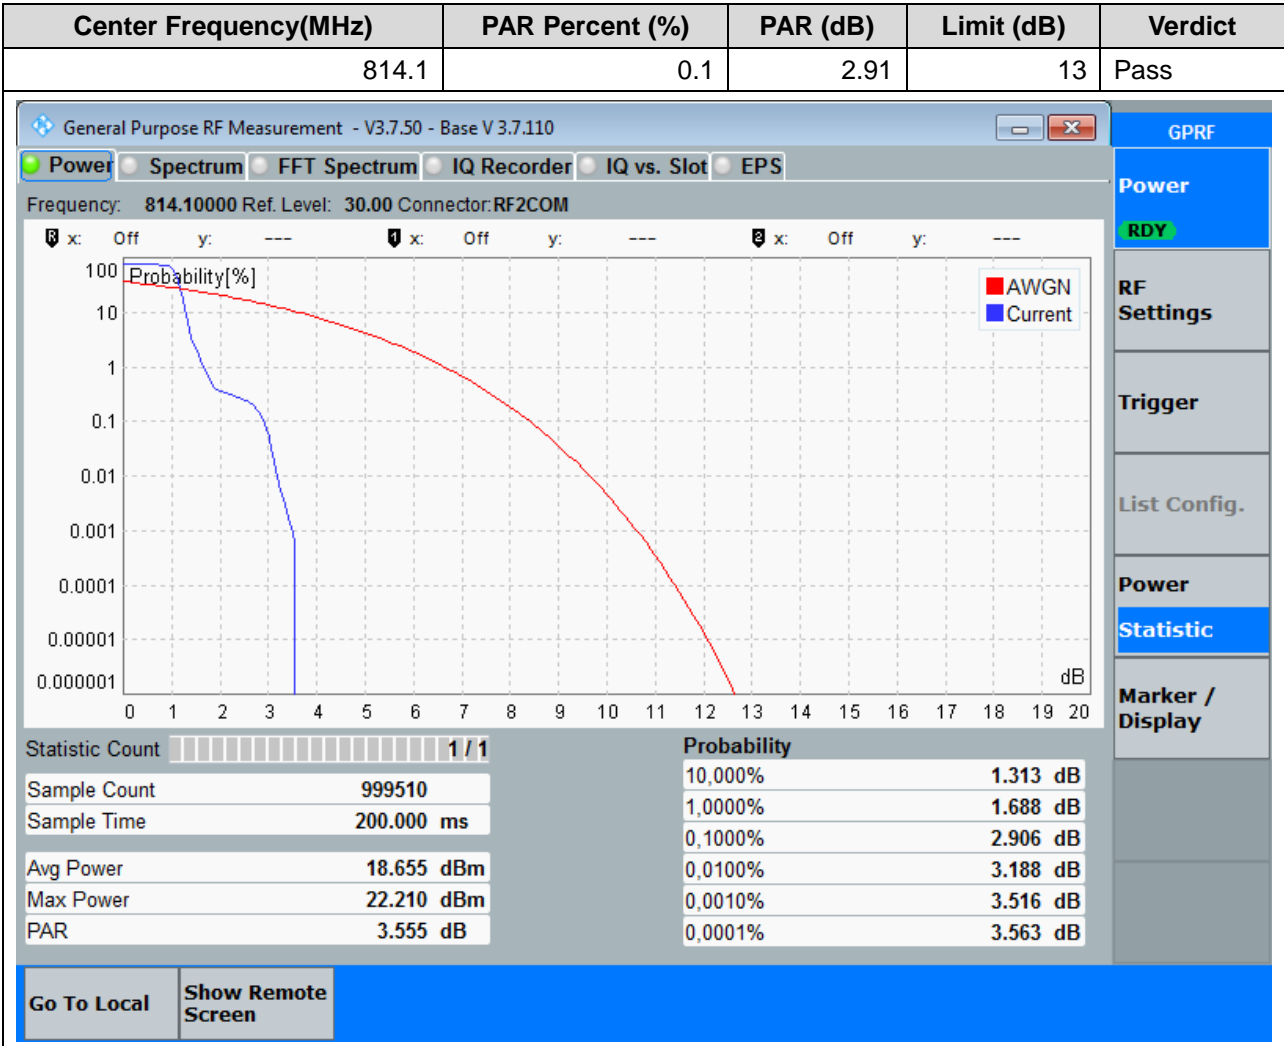 Center Frequency(MHz) PAR Percent (%) PAR (dB) Limit (dB) Verdict
814.1 0.1 2.91 13 Pass
General Purpose RF Measurement - V3.7.50 - Base V 3.7.110
GPRF
Power Spectrum FFT Spectrum IQ Recorder IQ vs. Slot EPS
Power
RDY
Frequency: 814.10000 Ref. Level: 30.00 Connector: RF2COM
R x: Off y: --- 1 x: Off y: --- 2 x: Off y: ---
Probability[%]
AWGN
Current
100
10
1
0.1
0.01
0.001
0.0001
0.00001
0.000001
dB
0 1 2 3 4 5 6 7 8 9 10 11 12 13 14 15 16 17 18 19 20
RF
Settings
Trigger
List Config.
Power
Statistic
Marker /
Display
Statistic Count 1 / 1
Sample Count 999510
Sample Time 200.000 ms
Avg Power 18.655 dBm
Max Power 22.210 dBm
PAR 3.555 dB
Probability
10,000% 1.313 dB
1,0000% 1.688 dB
0,1000% 2.906 dB
0,0100% 3.188 dB
0,0010% 3.516 dB
0,0001% 3.563 dB
Go To Local
Show Remote
Screen